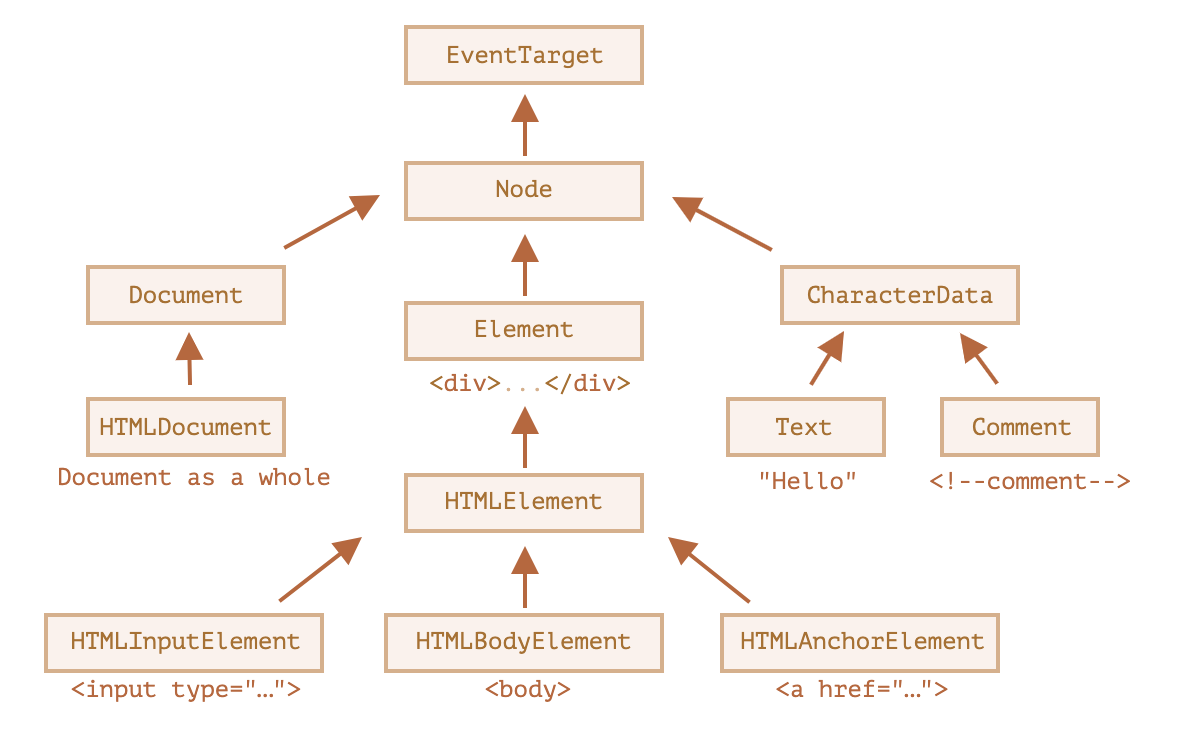 EventTarget
Node
Document
CharacterData
Element
<div>...</div>
HTMLDocument
Text
Comment
Document as a whole
"Hello"
<!--comment-->
HTMLElement
HTMLInputElement
HTMLBodyElement
HTMLAnchorElement
<input type="...">
<body>
<a href="...">